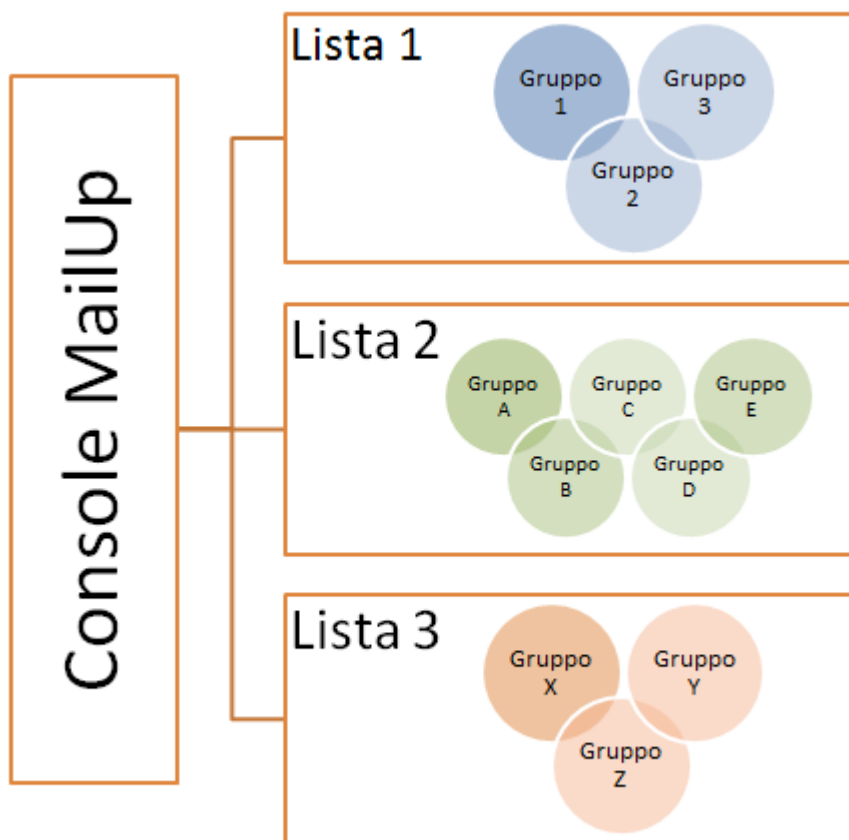 Console MailUp
Lista 1
Gruppo
1
Gruppo
3
Gruppo
2
Lista 2
Gruppo
A
Gruppo
C
Gruppo
E
Gruppo
B
Gruppo
D
Lista 3
Gruppo
X
Gruppo
Y
Gruppo
Z